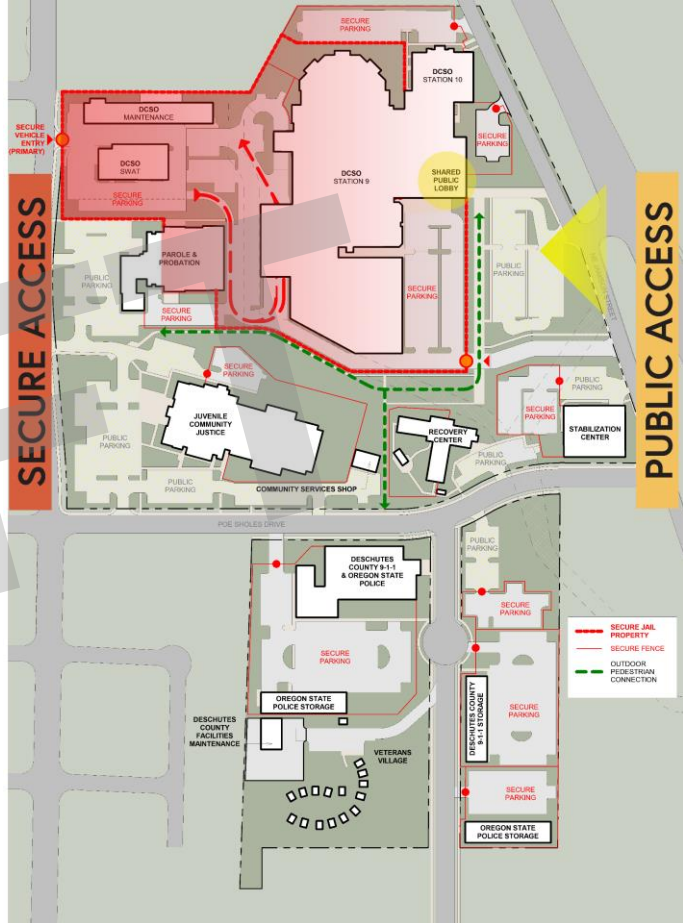 SECURE
PARKING
DCSO
STATION 10
DCSO
MAINTENANCE
SECURE
VEHICLE
ENTRY
(PRIMARY)
DCSO
SWAT
SECURE
PARKING
DCSO
STATION 9
SECURE
PARKING
SHARED
PUBLIC
LOBBY
SECURE ACCESS
PUBLIC ACCESS
PAROLE &
PROBATION
PUBLIC
PARKING
SECURE
PARKING
SECURE
PARKING
PUBLIC
PARKING
SECURE
PARKING
JUVENILE
COMMUNITY
JUSTICE
PUBLIC
PARKING
PUBLIC
PARKING
COMMUNITY SERVICES SHOP
RECOVERY
CENTER
PUBLIC
PARKING
SECURE
PARKING
PUBLIC
PARKING
STABILIZATION
CENTER
POE SHOLES DRIVE
DESCHUTES
COUNTY 9-1-1
& OREGON STATE
POLICE
SECURE
PARKING
OREGON STATE
POLICE STORAGE
DESCHUTES
COUNTY
FACILITIES
MAINTENANCE
VETERANS
VILLAGE
PUBLIC
PARKING
SECURE
PARKING
DESCHUTES COUNTY
9-1-1 STORAGE
SECURE
PARKING
SECURE
PARKING
OREGON STATE
POLICE STORAGE
SECURE JAIL
PROPERTY
SECURE FENCE
OUTDOOR
PEDESTRIAN
CONNECTION